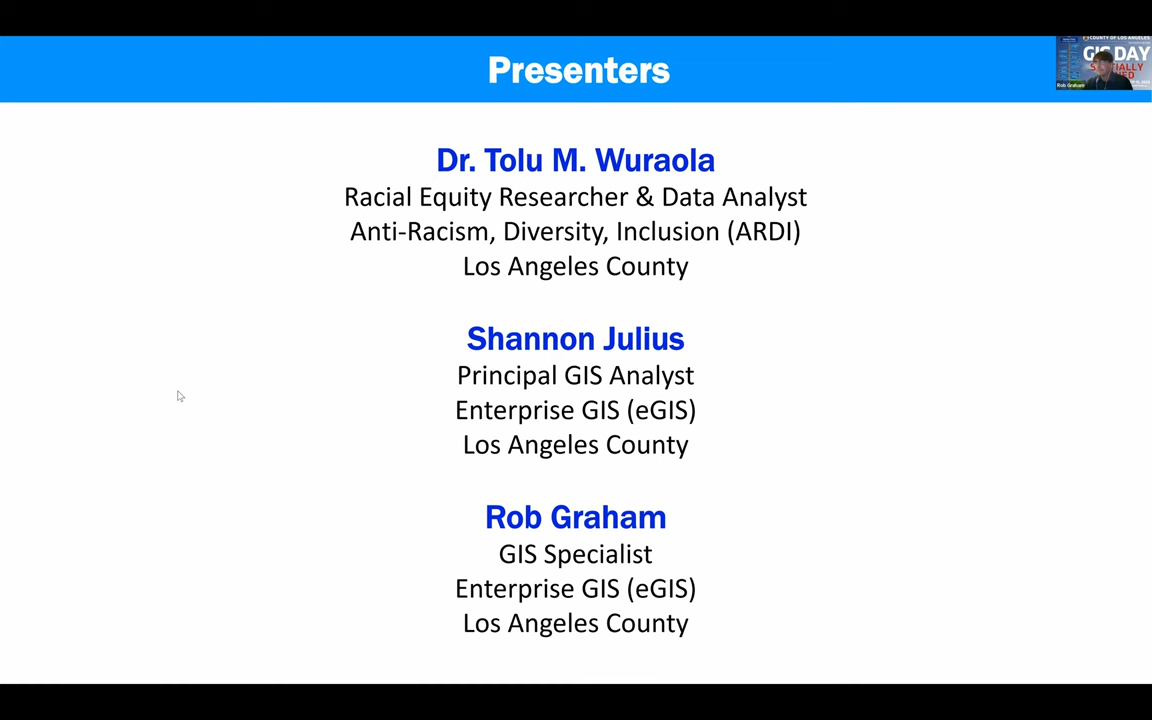 Presenters
COUNTY OF LOS ANGELES
GIS DAY
Rob Graham
Dr. Tolu M. Wuraola
Racial Equity Researcher & Data Analyst
Anti-Racism, Diversity, Inclusion (ARDI)
Los Angeles County
Shannon Julius
Principal GIS Analyst
Enterprise GIS (eGIS)
Los Angeles County
Rob Graham
GIS Specialist
Enterprise GIS (eGIS)
Los Angeles County